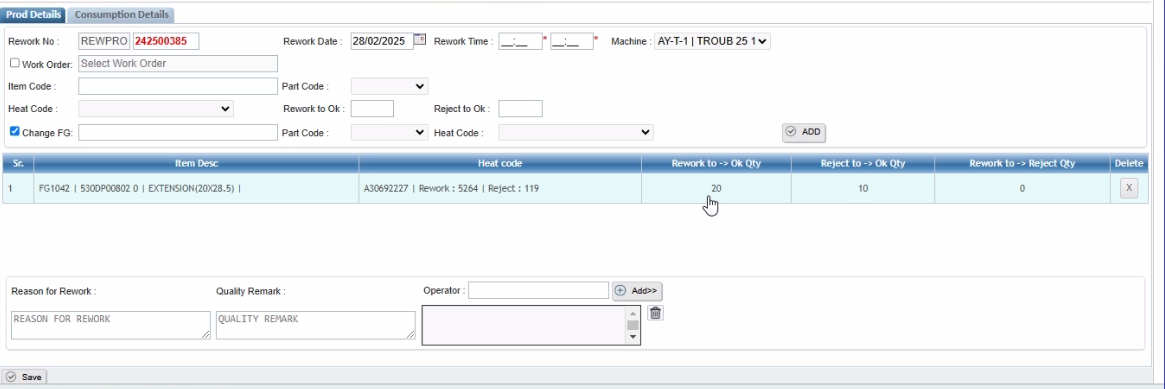 Prod Details Consumption Details
Rework No : REWPRO 242500385 Rework Date : 28/02/2025 Rework Time : __:__ * __:__ * Machine : AY-T-1 | TROUB 25 1
Work Order: Select Work Order
Item Code : Part Code :
Heat Code : Rework to Ok : Reject to Ok :
Change FG: Part Code : Heat Code : ADD
Sr. Item Desc Heat code Rework to -> Ok Qty Reject to -> Ok Qty Rework to -> Reject Qty Delete
1 FG1042 | 530DP00802 0 | EXTENSION(20X28.5) | A30692227 | Rework : 5264 | Reject : 119 20 10 0 X
Reason for Rework : Quality Remark : Operator : Add>>
REASON FOR REWORK QUALITY REMARK
Save